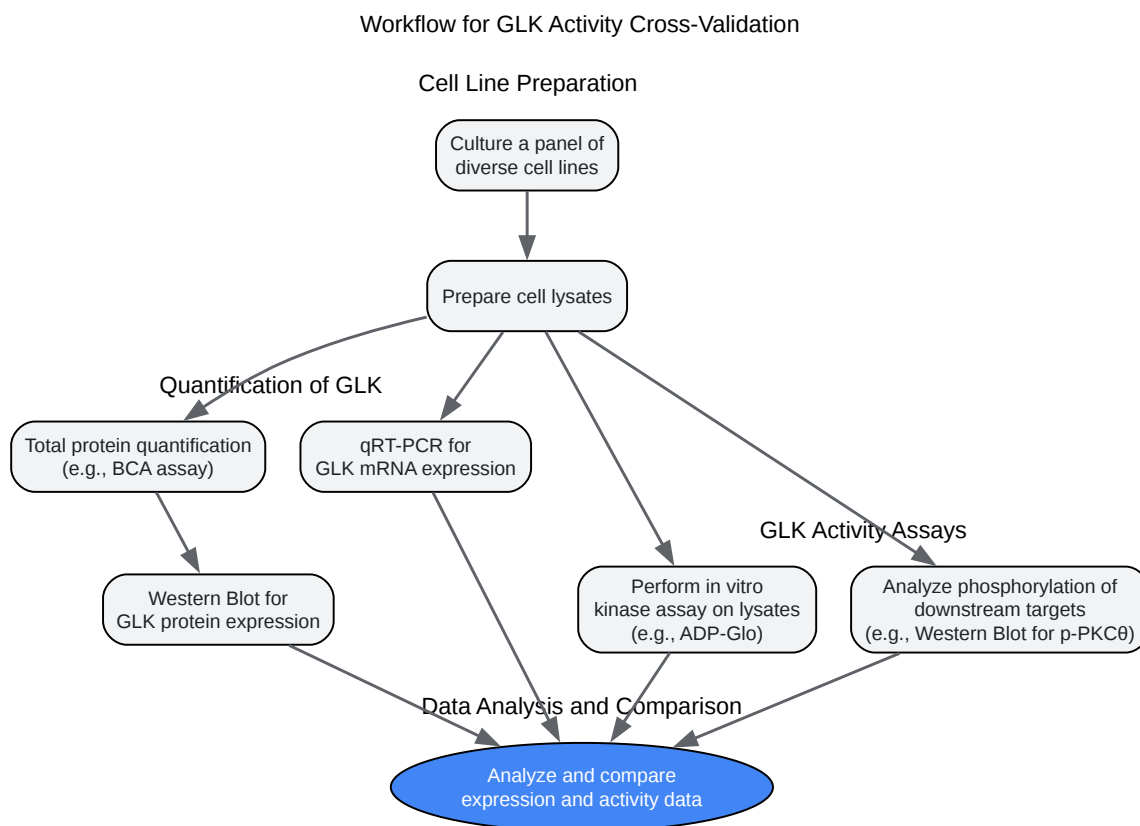 Workflow for GLK Activity Cross-Validation
Cell Line Preparation
Culture a panel of
diverse cell lines
Prepare cell lysates
Quantification of GLK
Total protein quantification
(e.g., BCA assay)
qRT-PCR for
GLK mRNA expression
GLK Activity Assays
Western Blot for
GLK protein expression
Perform in vitro
kinase assay on lysates
(e.g., ADP-Glo)
Analyze phosphorylation of
downstream targets
(e.g., Western Blot for p-PKCθ)
Data Analysis and Comparison
Analyze and compare
expression and activity data